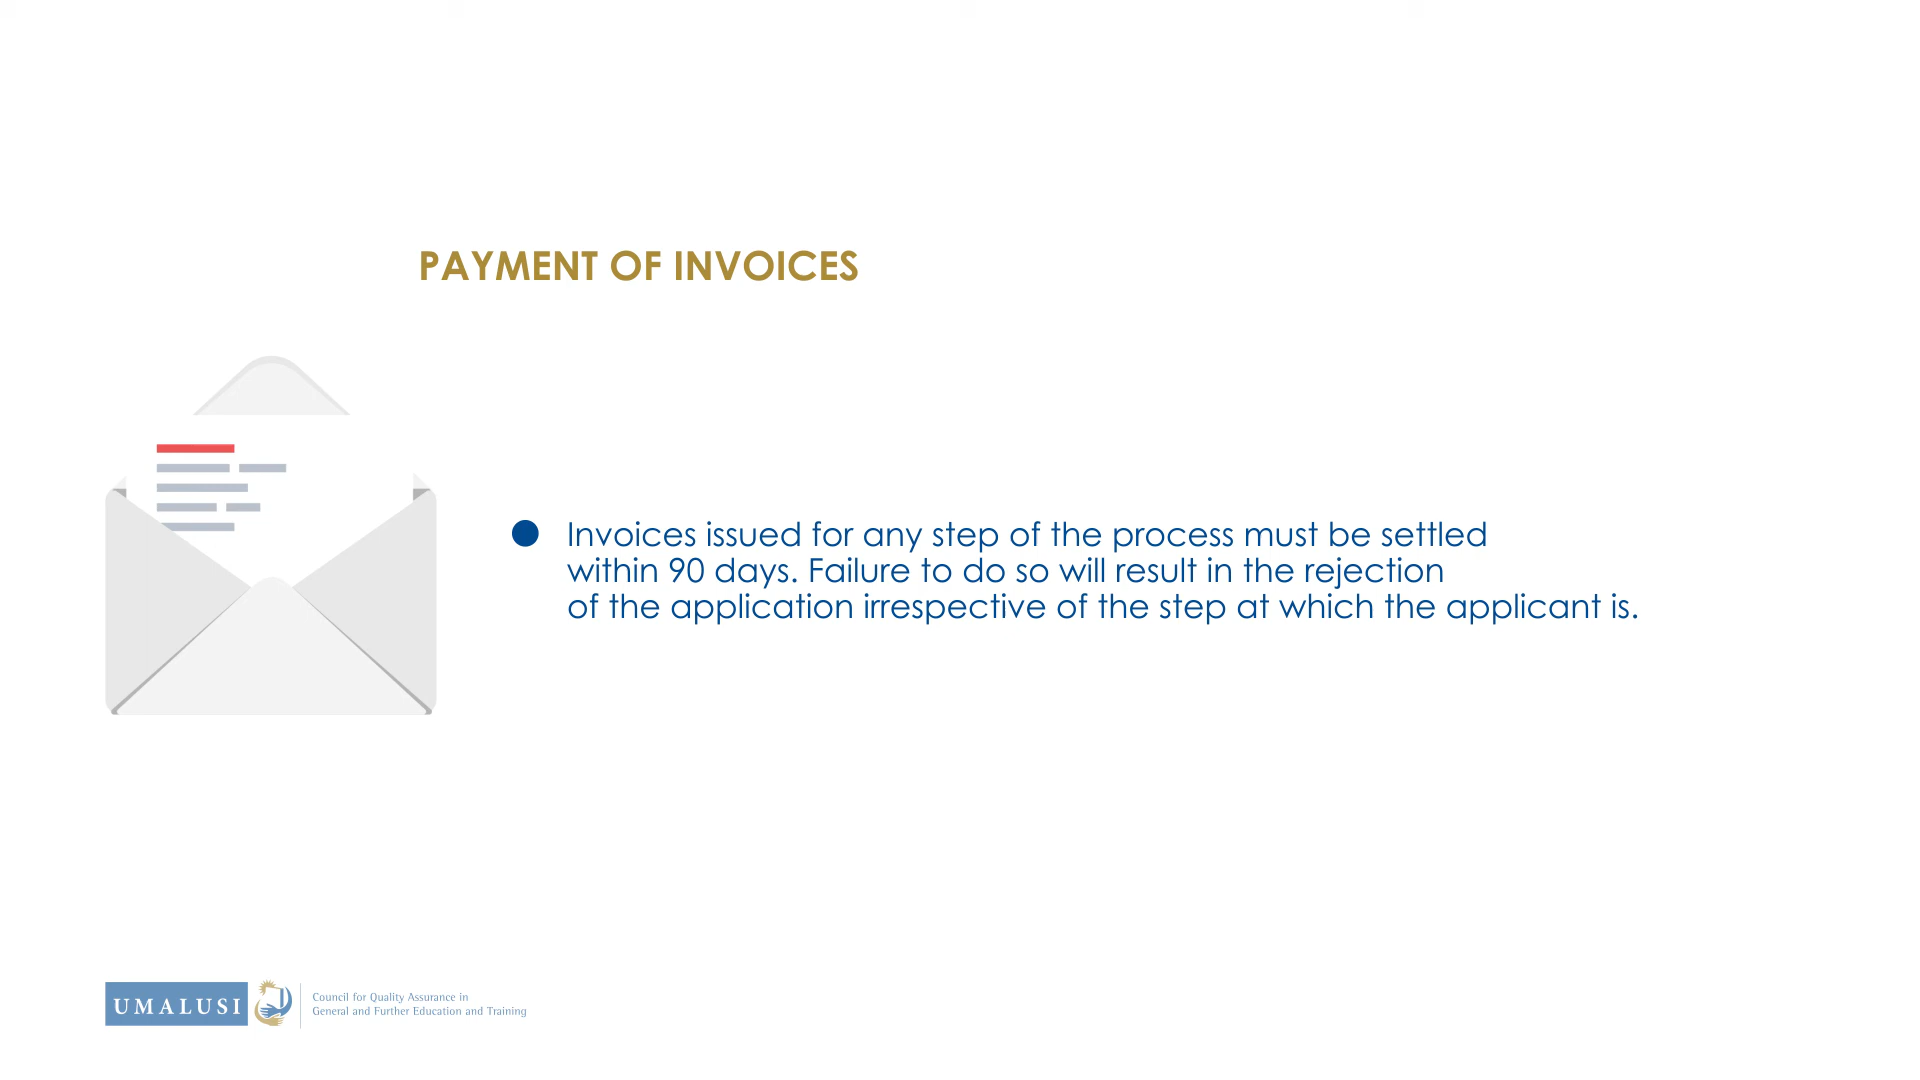 PAYMENT OF INVOICES
● Invoices issued for any step of the process must be settled
within 90 days. Failure to do so will result in the rejection
of the application irrespective of the step at which the applicant is.
UMALUSI
Council for Quality Assurance in
General and Further Education and Training